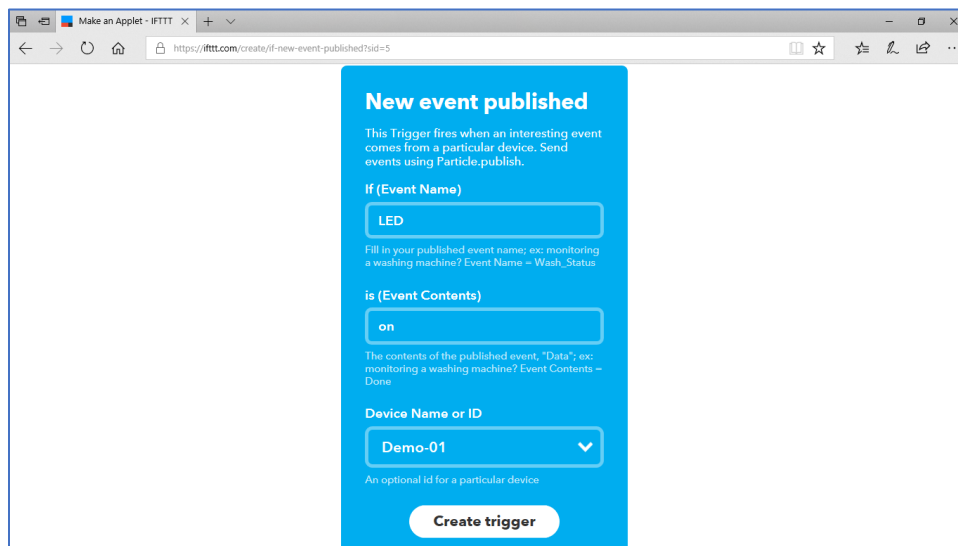 Make an Applet - IFTTT
https://ifttt.com/create/if-new-event-published?sid=5
New event published
This Trigger fires when an interesting event
comes from a particular device. Send
events using Particle.publish.
If (Event Name)
LED
Fill in your published event name; ex: monitoring
a washing machine? Event Name = Wash_Status
is (Event Contents)
on
The contents of the published event, "Data"; ex:
monitoring a washing machine? Event Contents =
Done
Device Name or ID
Demo-01
An optional id for a particular device
Create trigger